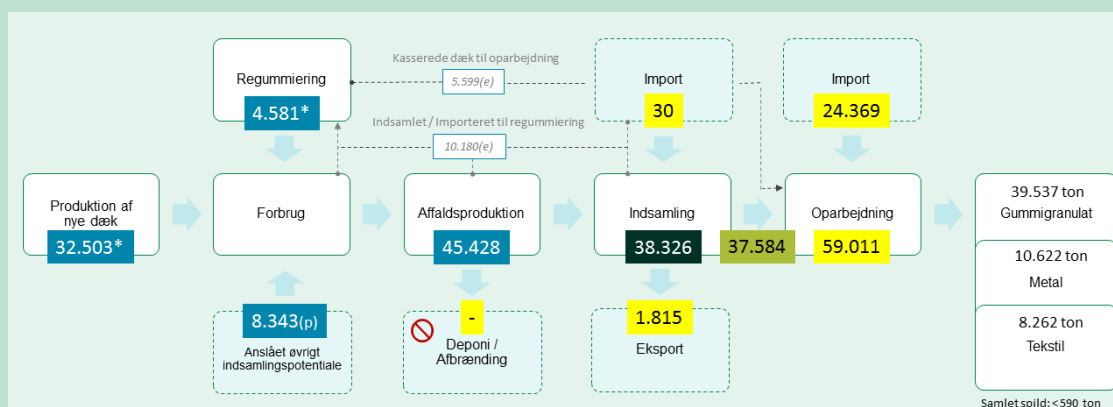 Regummiering
4.581*
Kasserede dæk til oparbejdning
5.599(e)
Import
30
Import
24.369
Indsamlet / Importeret til regummiering
10.180(e)
Produktion af
nye dæk
32.503*
Forbrug
Affaldsproduktion
45.428
Indsamling
38.326
37.584
Oparbejdning
59.011
39.537 ton
Gummigranulat
10.622 ton
Metal
8.262 ton
Tekstil
8.343(p)
Anslået øvrigt
indsamlingspotentiale
-
Deponi /
Afbrænding
1.815
Eksport
Samlet spild: <590 ton